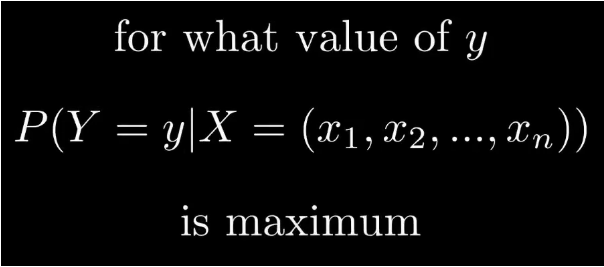 for what value of y
P(Y = y|X = (x₁, x₂, ..., xₙ))
is maximum